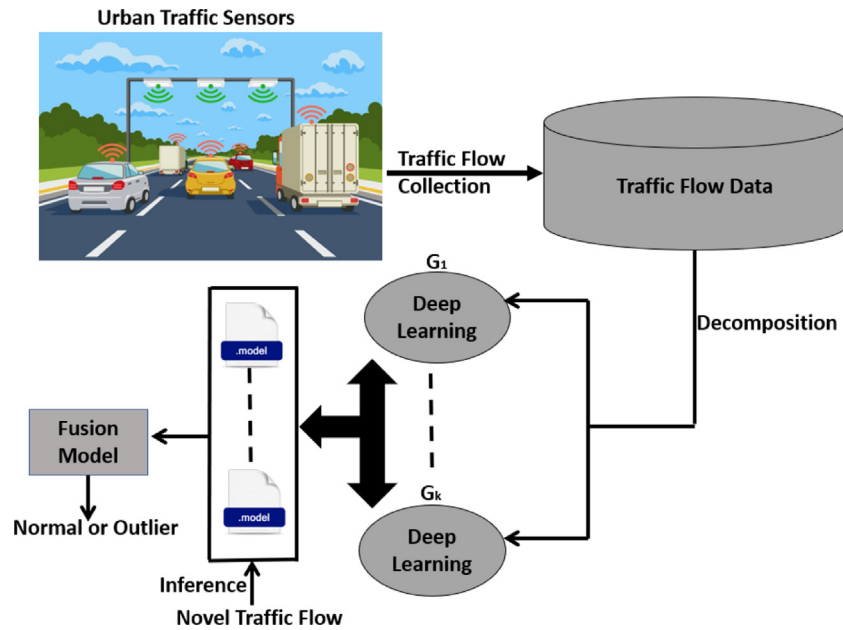 Urban Traffic Sensors
Traffic Flow
Collection
Traffic Flow Data
Decomposition
G1
Deep
Learning
.model
Fusion
Model
Gk
Deep
Learning
.model
Normal or Outlier
Inference
Novel Traffic Flow